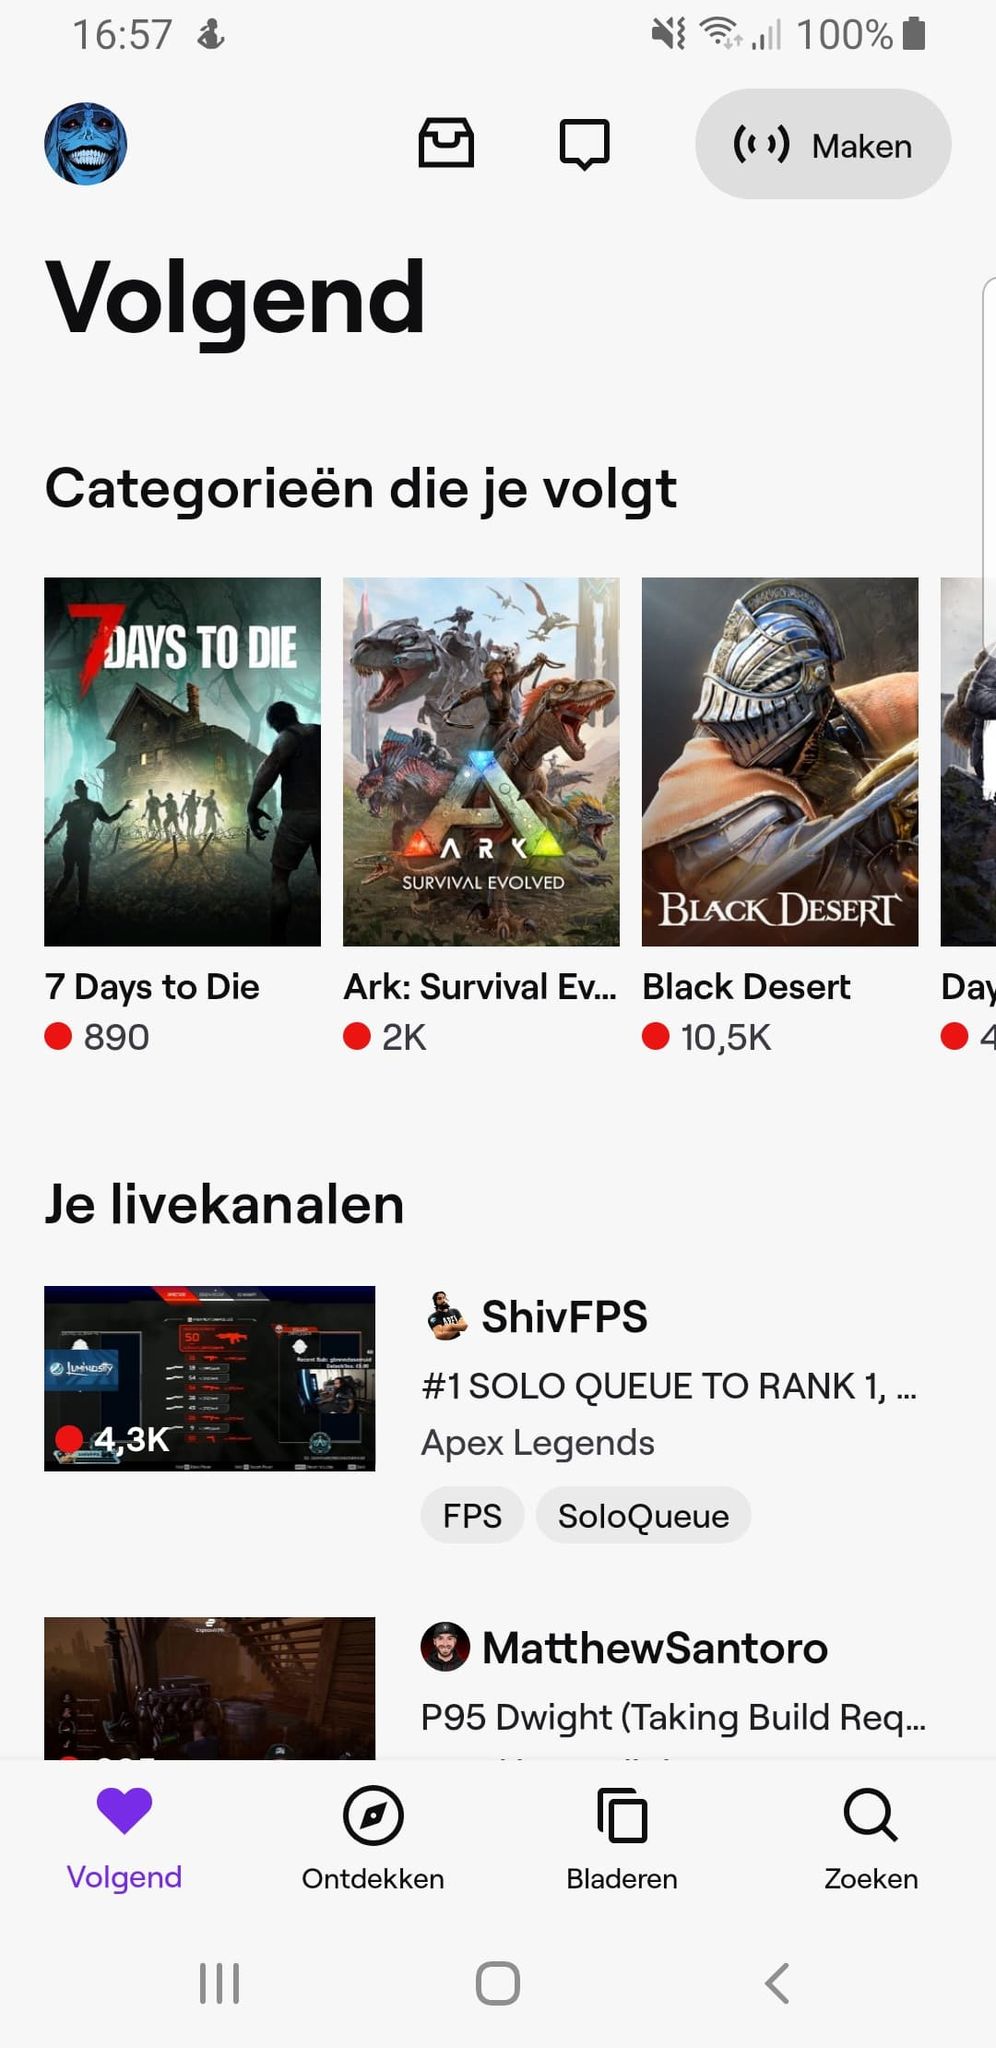 16:57
100%
Maken
Volgend
Categorieën die je volgt
7 DAYS TO DIE
ARK
SURVIVAL EVOLVED
BLACK DESERT
7 Days to Die
Ark: Survival Ev...
Black Desert
Day
890
2K
10,5K
4
Je livekanalen
50
LUMINOSITY
4,3K
ShivFPS
#1 SOLO QUEUE TO RANK 1, ...
Apex Legends
FPS
SoloQueue
MatthewSantoro
P95 Dwight (Taking Build Req...
Volgend
Ontdekken
Bladeren
Zoeken